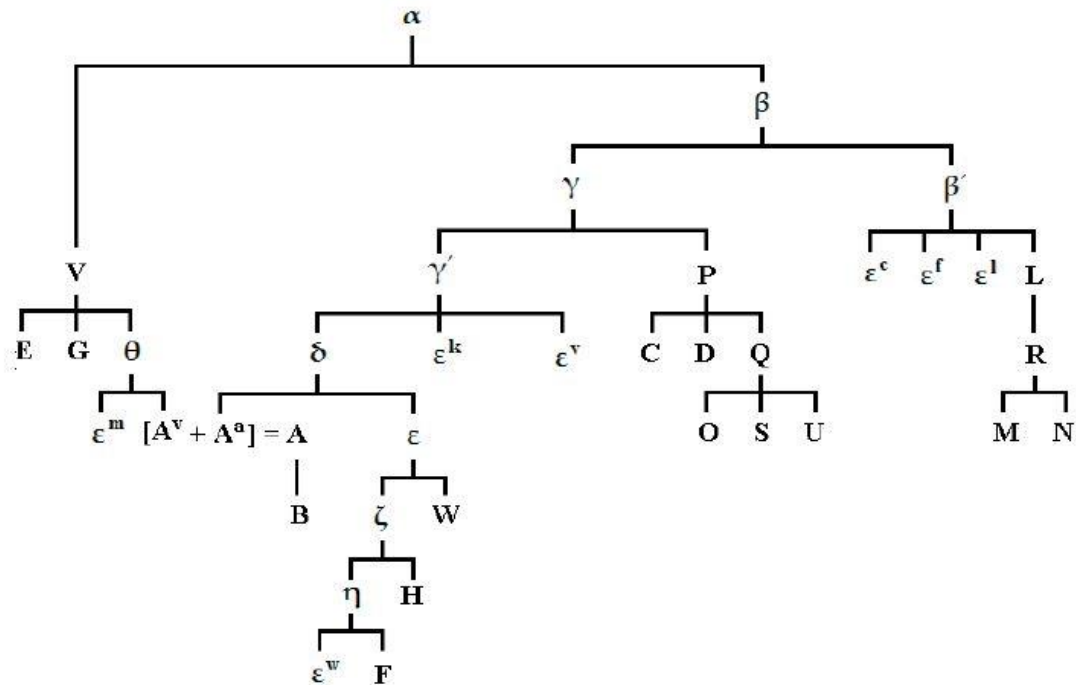 α
β
γ β´
V γ´ P εᶜ εᶠ εˡ L
E G θ δ εᵏ εᵛ C D Q R
εᵐ [Aᵛ + Aᵃ] = A ε O S U M N
B ζ W
η H
εʷ F